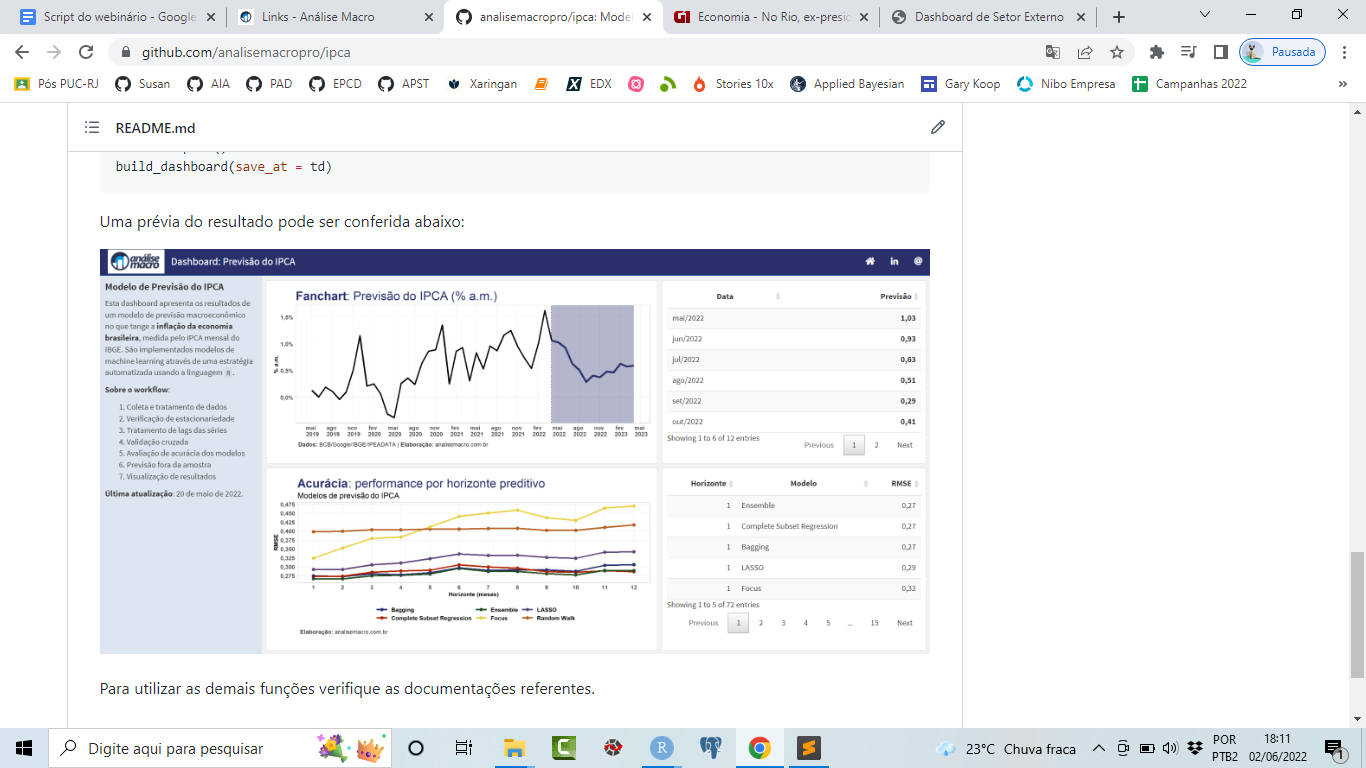 Script do webinário - Google
Links - Análise Macro
analisemacropro/ipca: Model
Economia - No Rio, ex-presid
Dashboard de Setor Externo
github.com/analisemacropro/ipca
Pausada
Pós PUC-RJ
Susan
AIA
PAD
EPCD
APST
Xaringan
EDX
Stories 10x
Applied Bayesian
Gary Koop
Nibo Empresa
Campanhas 2022
README.md
build_dashboard(save_at = td)
Uma prévia do resultado pode ser conferida abaixo:
análise macro
Dashboard: Previsão do IPCA
Modelo de Previsão do IPCA
Esta dashboard apresenta os resultados de
um modelo de previsão macroeconômico
no que tange a inflação da economia
brasileira, medida pelo IPCA mensal do
IBGE. São implementados modelos de
machine learning através de uma estratégia
automatizada usando a linguagem R.
Sobre o workflow:
1. Coleta e tratamento de dados
2. Verificação de estacionariedade
3. Tratamento de lags das séries
4. Validação cruzada
5. Avaliação de acurácia dos modelos
6. Previsão fora da amostra
7. Visualização de resultados
Última atualização: 20 de maio de 2022.
Fanchart: Previsão do IPCA (% a.m.)
% a.m.
1,5%
1,0%
0,5%
0,0%
mai ago nov fev mai ago nov fev mai ago nov fev mai ago nov fev mai
2019 2019 2019 2020 2020 2020 2020 2021 2021 2021 2021 2022 2022 2022 2022 2023 2023
Dados: BCB/Google/IBGE/IPEADATA | Elaboração: analisemacro.com.br
Data Previsão
mai/2022 1,03
jun/2022 0,93
jul/2022 0,63
ago/2022 0,51
set/2022 0,29
out/2022 0,41
Showing 1 to 6 of 12 entries
Previous 1 2 Next
Acurácia: performance por horizonte preditivo
Modelos de previsão do IPCA
RMSE
0,475
0,450
0,425
0,400
0,375
0,350
0,325
0,300
0,275
1 2 3 4 5 6 7 8 9 10 11 12
Horizonte (meses)
Bagging Ensemble LASSO
Complete Subset Regression Focus Random Walk
Elaboração: analisemacro.com.br
Horizonte Modelo RMSE
1 Ensemble 0,27
1 Complete Subset Regression 0,27
1 Bagging 0,27
1 LASSO 0,29
1 Focus 0,32
Showing 1 to 5 of 72 entries
Previous 1 2 3 4 5 ... 15 Next
Para utilizar as demais funções verifique as documentações referentes.
Digite aqui para pesquisar
23°C Chuva fraca
POR
PTB2
18:11
02/06/2022
1